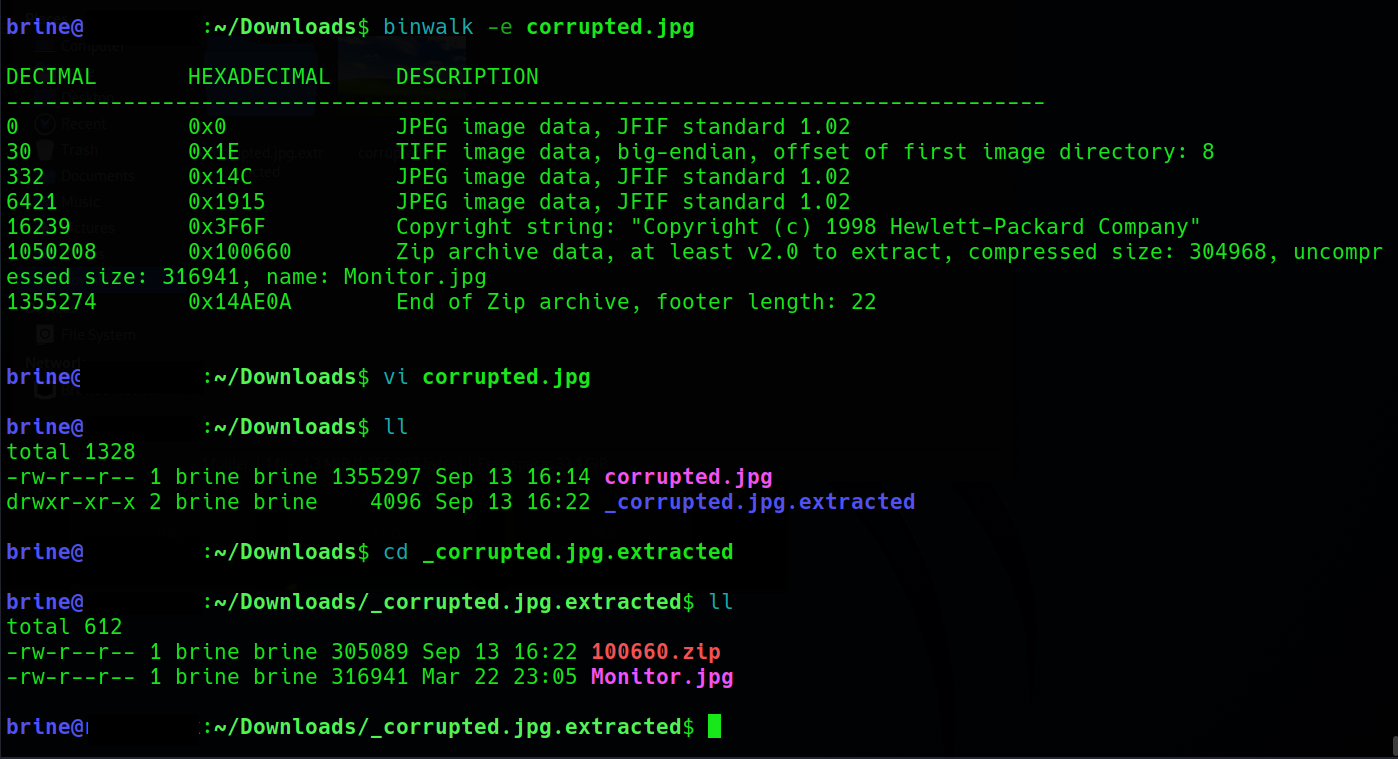 brine@ :~/Downloads$ binwalk -e corrupted.jpg
DECIMAL HEXADECIMAL DESCRIPTION
--------------------------------------------------------------------------------
0 0x0 JPEG image data, JFIF standard 1.02
30 0x1E TIFF image data, big-endian, offset of first image directory: 8
332 0x14C JPEG image data, JFIF standard 1.02
6421 0x1915 JPEG image data, JFIF standard 1.02
16239 0x3F6F Copyright string: "Copyright (c) 1998 Hewlett-Packard Company"
1050208 0x100660 Zip archive data, at least v2.0 to extract, compressed size: 304968, uncompr
essed size: 316941, name: Monitor.jpg
1355274 0x14AE0A End of Zip archive, footer length: 22
File System
brine@ :~/Downloads$ vi corrupted.jpg
brine@ :~/Downloads$ ll
total 1328
-rw-r--r-- 1 brine brine 1355297 Sep 13 16:14 corrupted.jpg
drwxr-xr-x 2 brine brine 4096 Sep 13 16:22 _corrupted.jpg.extracted
brine@ :~/Downloads$ cd _corrupted.jpg.extracted
brine@ :~/Downloads/_corrupted.jpg.extracted$ ll
total 612
-rw-r--r-- 1 brine brine 305089 Sep 13 16:22 100660.zip
-rw-r--r-- 1 brine brine 316941 Mar 22 23:05 Monitor.jpg
brine@ :~/Downloads/_corrupted.jpg.extracted$